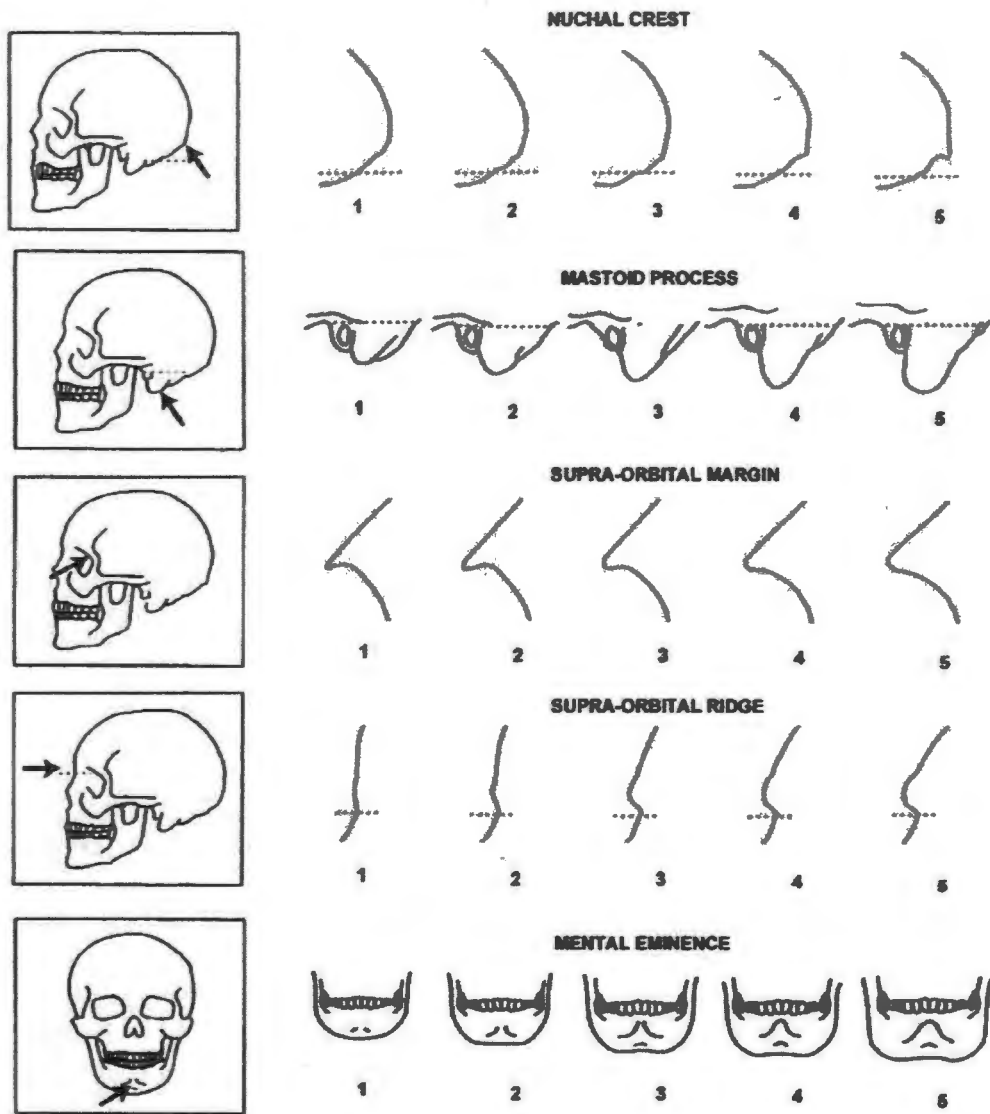 NUCHAL CREST
1 2 3 4 5
MASTOID PROCESS
1 2 3 4 5
SUPRA-ORBITAL MARGIN
1 2 3 4 5
SUPRA-ORBITAL RIDGE
1 2 3 4 5
MENTAL EMINENCE
1 2 3 4 5